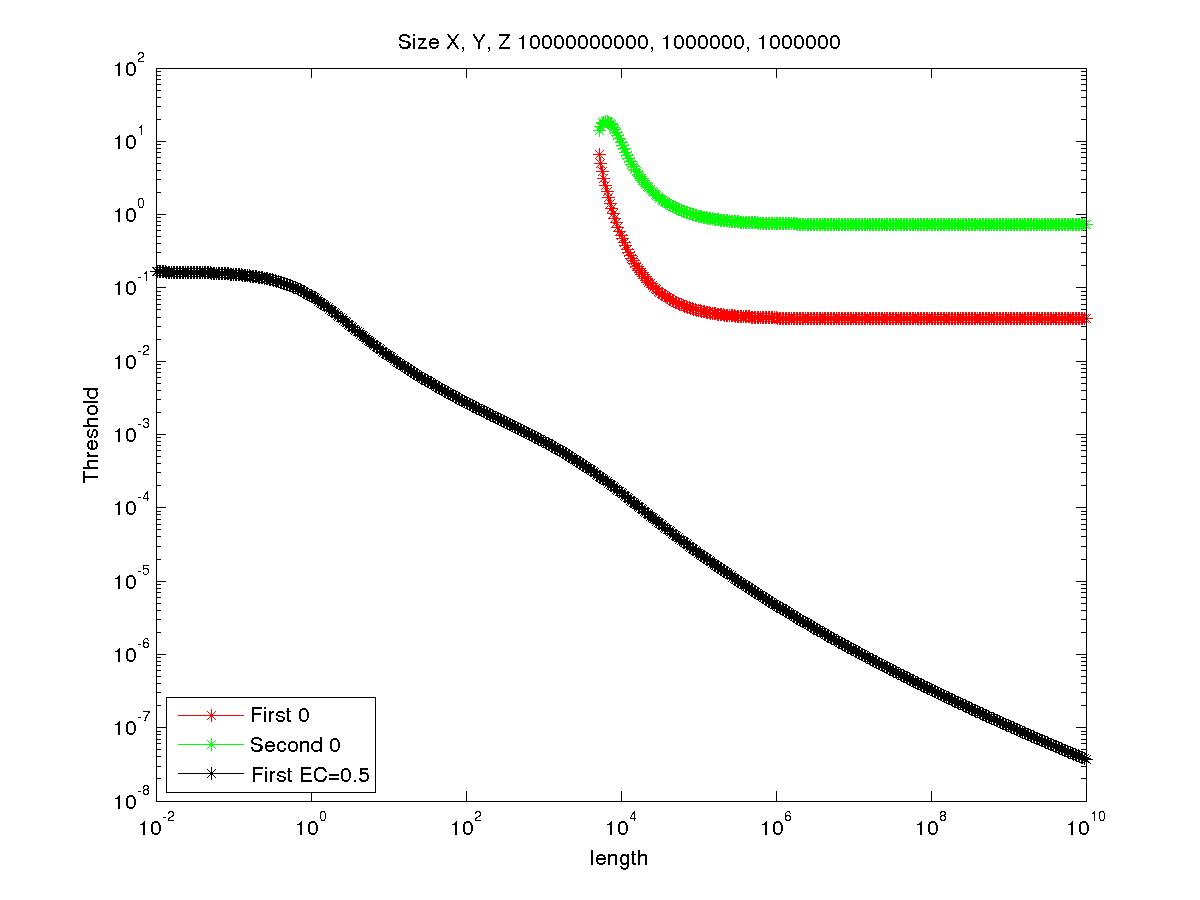 Size X, Y, Z 10000000000, 1000000, 1000000
10^2
10^1
10^0
10^-1
10^-2
10^-3
10^-4
10^-5
10^-6
10^-7
10^-8
Threshold
First 0
Second 0
First EC=0.5
10^-2 10^0 10^2 10^4 10^6 10^8 10^10
length